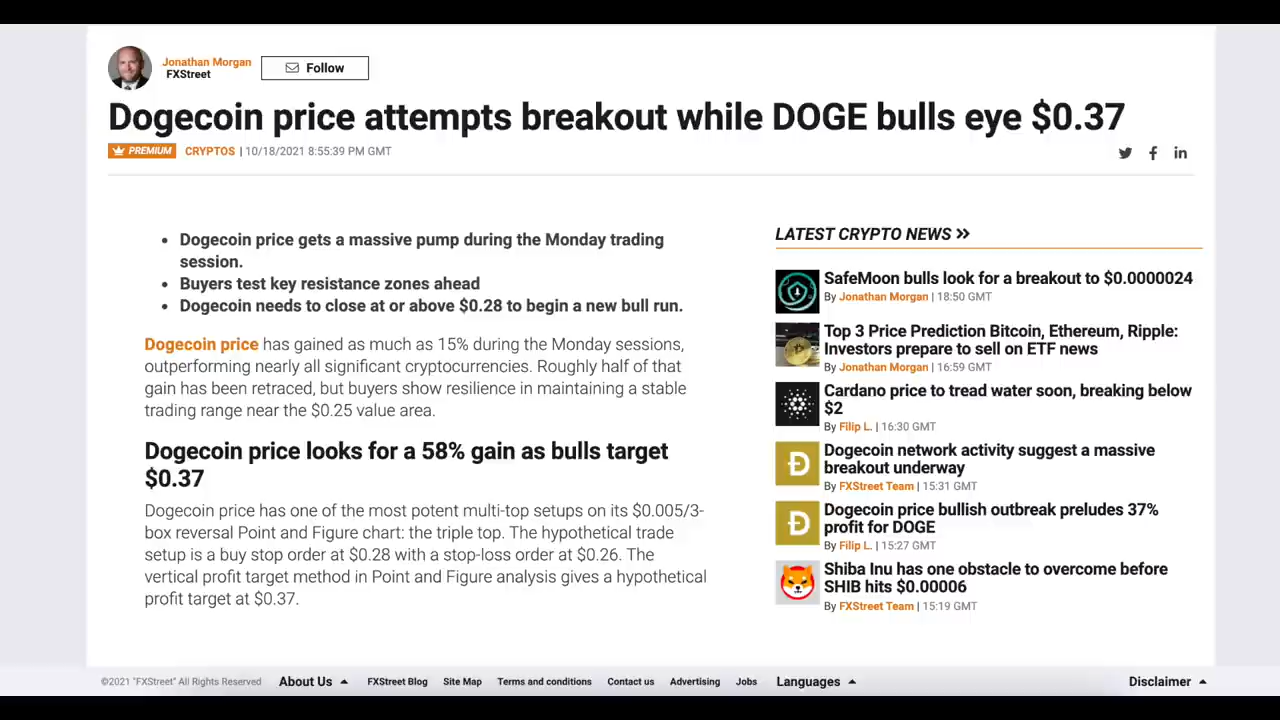 Jonathan Morgan
FXStreet
Follow
Dogecoin price attempts breakout while DOGE bulls eye $0.37
PREMIUM CRYPTOS | 10/18/2021 8:55:39 PM GMT
• Dogecoin price gets a massive pump during the Monday trading
session.
• Buyers test key resistance zones ahead
• Dogecoin needs to close at or above $0.28 to begin a new bull run.
Dogecoin price has gained as much as 15% during the Monday sessions,
outperforming nearly all significant cryptocurrencies. Roughly half of that
gain has been retraced, but buyers show resilience in maintaining a stable
trading range near the $0.25 value area.
Dogecoin price looks for a 58% gain as bulls target
$0.37
Dogecoin price has one of the most potent multi-top setups on its $0.005/3-
box reversal Point and Figure chart: the triple top. The hypothetical trade
setup is a buy stop order at $0.28 with a stop-loss order at $0.26. The
vertical profit target method in Point and Figure analysis gives a hypothetical
profit target at $0.37.
LATEST CRYPTO NEWS
SafeMoon bulls look for a breakout to $0.0000024
By Jonathan Morgan | 18:50 GMT
Top 3 Price Prediction Bitcoin, Ethereum, Ripple:
Investors prepare to sell on ETF news
By Jonathan Morgan | 16:59 GMT
Cardano price to tread water soon, breaking below
$2
By Filip L. | 16:30 GMT
Dogecoin network activity suggest a massive
breakout underway
By FXStreet Team | 15:31 GMT
Dogecoin price bullish outbreak preludes 37%
profit for DOGE
By Filip L. | 15:27 GMT
Shiba Inu has one obstacle to overcome before
SHIB hits $0.00006
By FXStreet Team | 15:19 GMT
©2021 "FXStreet" All Rights Reserved About Us FXStreet Blog Site Map Terms and conditions Contact us Advertising Jobs Languages Disclaimer